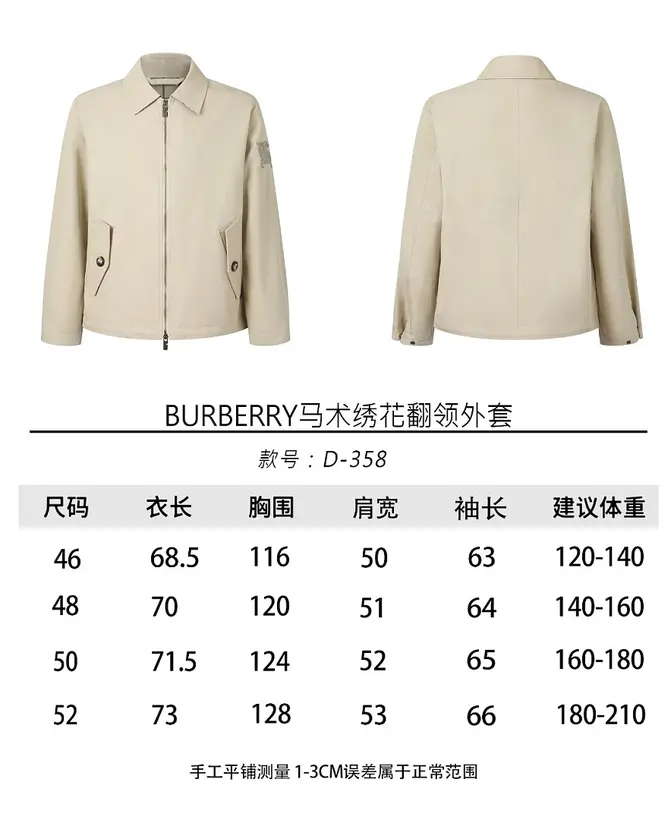 BURBERRY马术绣花翻领外套
款号：D-358
尺码 衣长 胸围 肩宽 袖长 建议体重
46 68.5 116 50 63 120-140
48 70 120 51 64 140-160
50 71.5 124 52 65 160-180
52 73 128 53 66 180-210
手工平铺测量 1-3CM误差属于正常范围